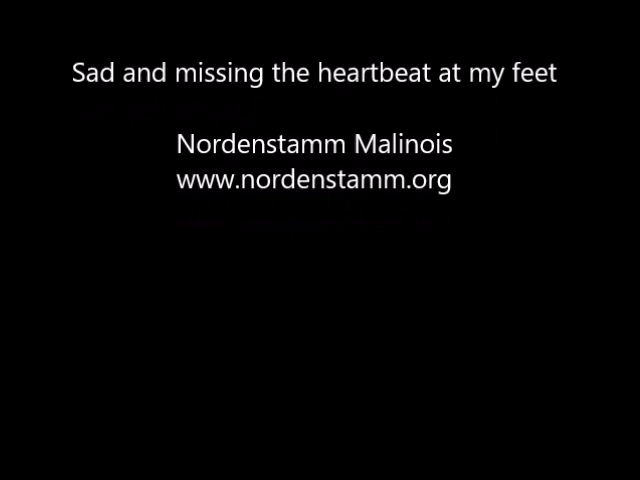 Sad and missing the heartbeat at my feet
Nordenstamm Malinois
www.nordenstamm.org